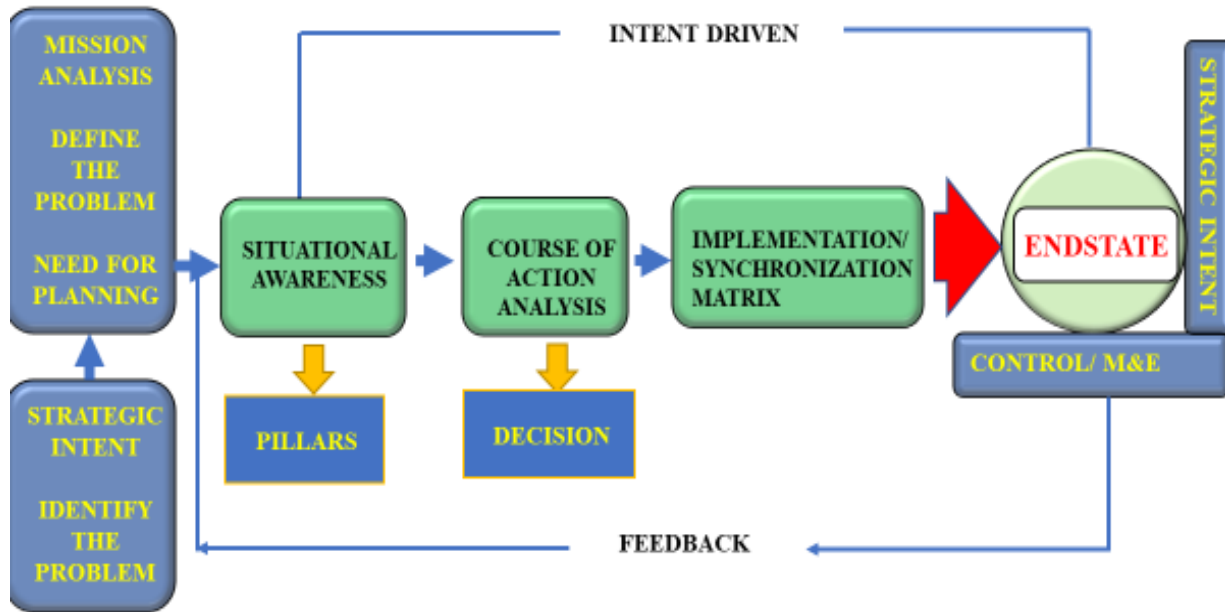 MISSION
ANALYSIS
DEFINE
THE
PROBLEM
NEED FOR
PLANNING
STRATEGIC
INTENT
IDENTIFY
THE
PROBLEM
INTENT DRIVEN
SITUATIONAL
AWARENESS
PILLARS
COURSE OF
ACTION
ANALYSIS
DECISION
IMPLEMENTATION/
SYNCHRONIZATION
MATRIX
ENDSTATE
STRATEGIC INTENT
CONTROL/ M&E
FEEDBACK